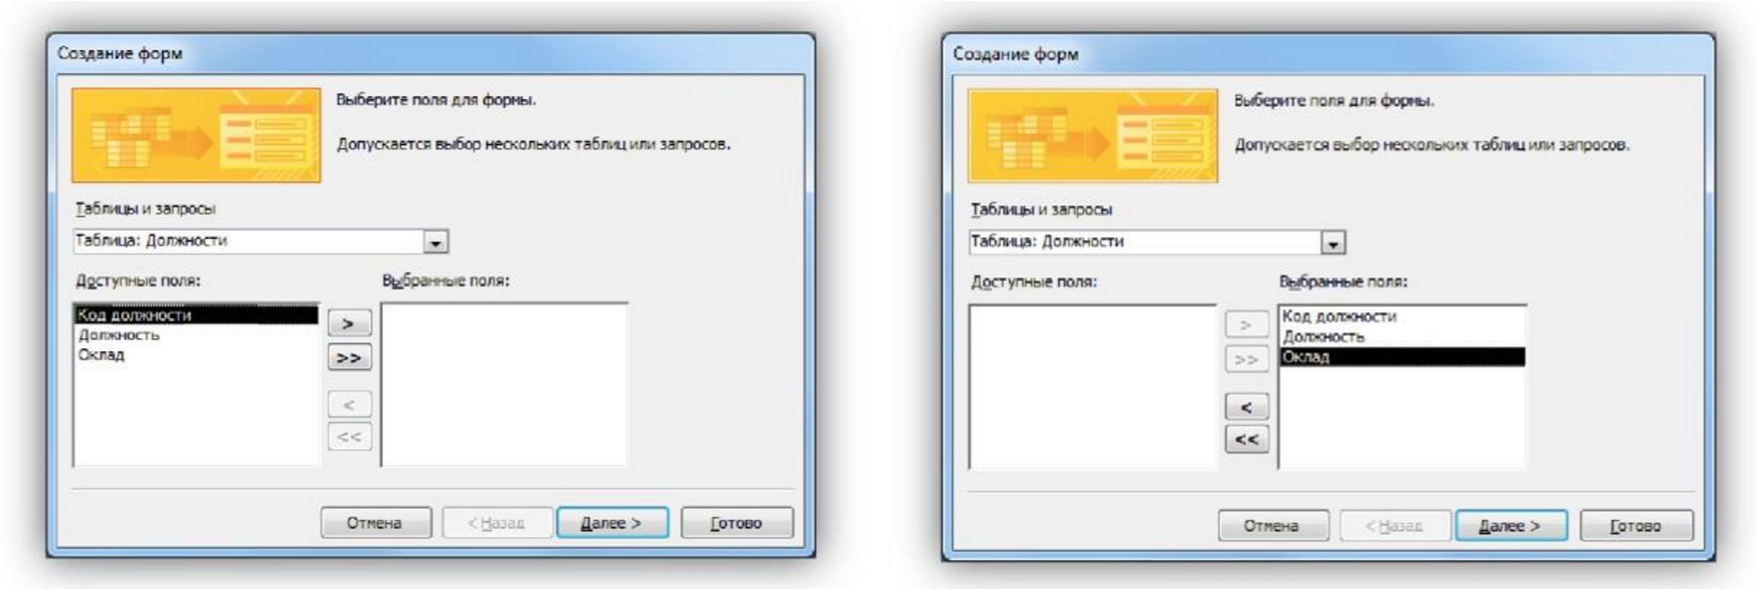 Создание форм
Выберите поля для формы.
Допускается выбор нескольких таблиц или запросов.
Таблицы и запросы
Таблица: Должности
Доступные поля:
Выбранные поля:
Код должности
Должность
Оклад
>
>>
<
<<
Отмена
< Назад
Далее >
Готово
Создание форм
Выберите поля для формы.
Допускается выбор нескольких таблиц или запросов.
Таблицы и запросы
Таблица: Должности
Доступные поля:
Выбранные поля:
>
>>
<
<<
Код должности
Должность
Оклад
Отмена
< Назад
Далее >
Готово